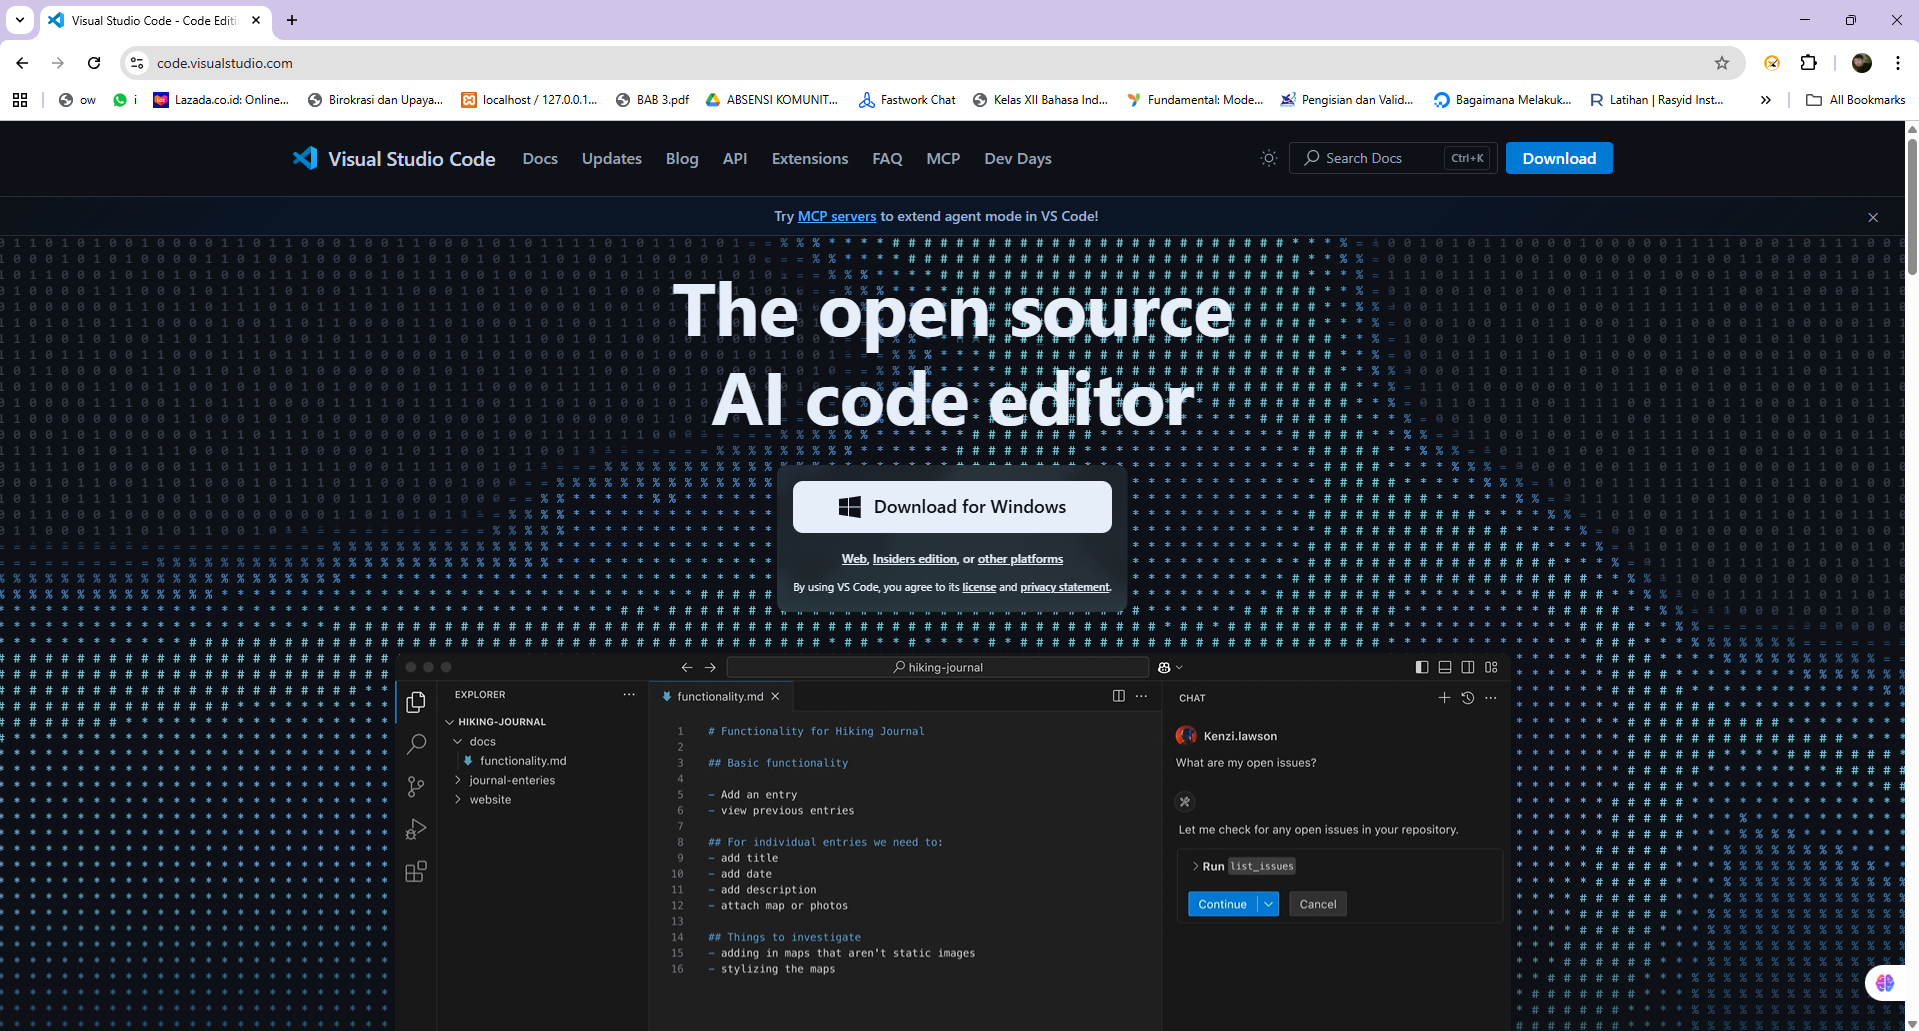 Visual Studio Code - Code Editi
code.visualstudio.com
ow
i
Lazada.co.id: Online...
Birokrasi dan Upaya...
localhost / 127.0.0.1...
BAB 3.pdf
ABSENSI KOMUNIT...
Fastwork Chat
Kelas XII Bahasa Ind...
Fundamental: Mode...
Pengisian dan Valid...
Bagaimana Melakuk...
Latihan | Rasyid Inst...
All Bookmarks
Visual Studio Code
Docs
Updates
Blog
API
Extensions
FAQ
MCP
Dev Days
Search Docs
Ctrl+K
Download
Try MCP servers to extend agent mode in VS Code!
The open source
AI code editor
Download for Windows
Web, Insiders edition, or other platforms
By using VS Code, you agree to its license and privacy statement.
hiking-journal
EXPLORER
HIKING-JOURNAL
docs
functionality.md
journal-enteries
website
functionality.md
1 # Functionality for Hiking Journal
2
3 ## Basic functionality
4
5 - Add an entry
6 - view previous entries
7
8 ## For individual entries we need to:
9 - add title
10 - add date
11 - add description
12 - attach map or photos
13
14 ## Things to investigate
15 - adding in maps that aren't static images
16 - stylizing the maps
CHAT
Kenzi.lawson
What are my open issues?
Let me check for any open issues in your repository.
Run list_issues
Continue
Cancel